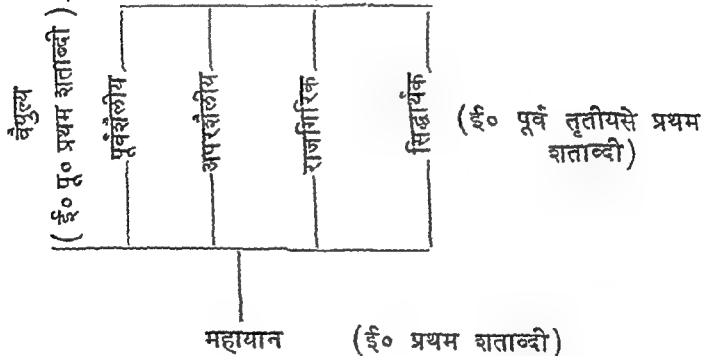 वैपुल्य
(ई० पू० प्रथम शताब्दी)
पूर्वशैलीय
अपरशैलीय
राजगिरिक
सिद्धार्थक
(ई० पूर्व तृतीयसे प्रथम
शताब्दी)
महायान (ई० प्रथम शताब्दी)